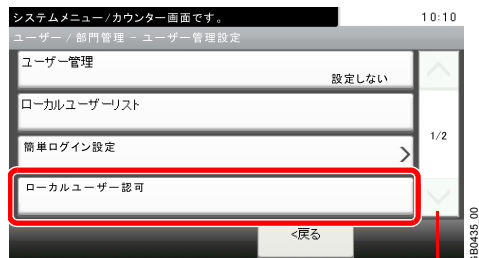 システムメニュー/カウンター画面です。
10:10
ユーザー / 部門管理 - ユーザー管理設定
ユーザー管理
設定しない
ローカルユーザーリスト
1/2
簡単ログイン設定
ローカルユーザー認可
<戻る